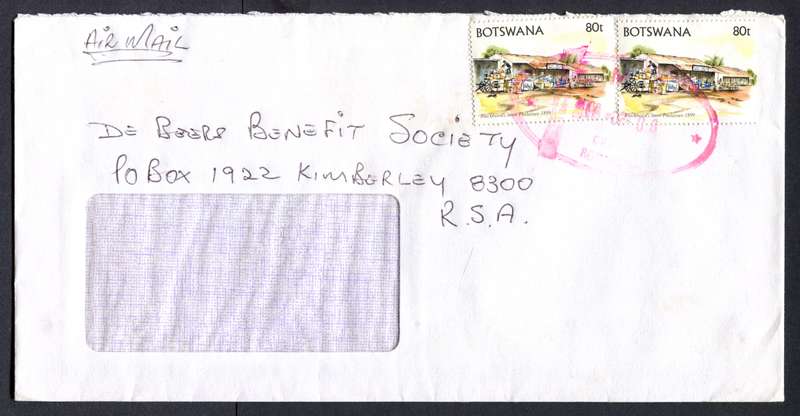 AIR MAIL
BOTSWANA 80t
BOTSWANA 80t
DE BEERS BENEFIT SOCIETY
PO BOX 1922 KIMBERLEY 8300
R.S.A.